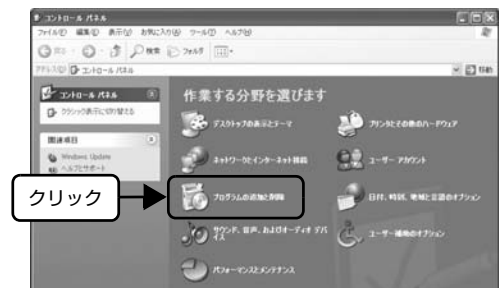 コントロール パネル
ファイル(F) 編集(E) 表示(V) お気に入り(A) ツール(T) ヘルプ(H)
戻る 検索 フォルダ
アドレス(D) コントロール パネル 移動
コントロール パネル
クラシック表示に切り替える
関連項目
Windows Update
ヘルプとサポート
作業する分野を選びます
デスクトップの表示とテーマ
プリンタとその他のハードウェア
ネットワークとインターネット接続
ユーザー アカウント
クリック
プログラムの追加と削除
日付、時刻、地域と言語のオプション
サウンド、音声、およびオーディオ デバイス
ユーザー補助のオプション
パフォーマンスとメンテナンス